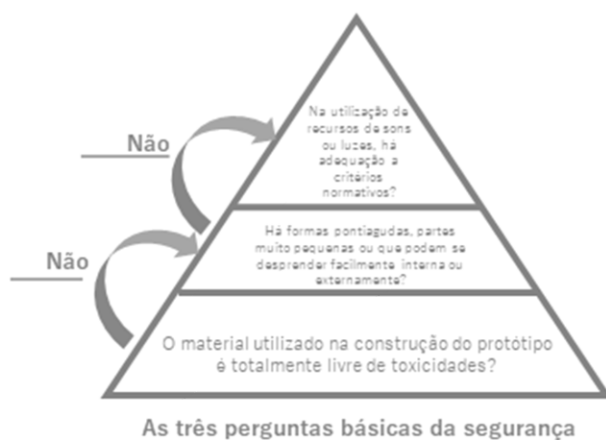 Na utilização de
recursos de sons
ou luzes, há
adequação a
critérios
normativos?
Não
Há formas pontiagudas, partes
muito pequenas ou que podem se
desprender facilmente interna ou
externamente?
Não
O material utilizado na construção do protótipo
é totalmente livre de toxicidades?
As três perguntas básicas da segurança